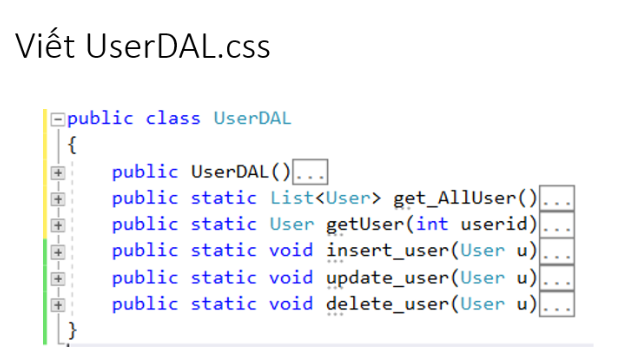 Viết UserDAL.css
public class UserDAL
{
public UserDAL()...
public static List<User> get_AllUser()...
public static User getUser(int userid)...
public static void insert_user(User u)...
public static void update_user(User u)...
public static void delete_user(User u)...
}